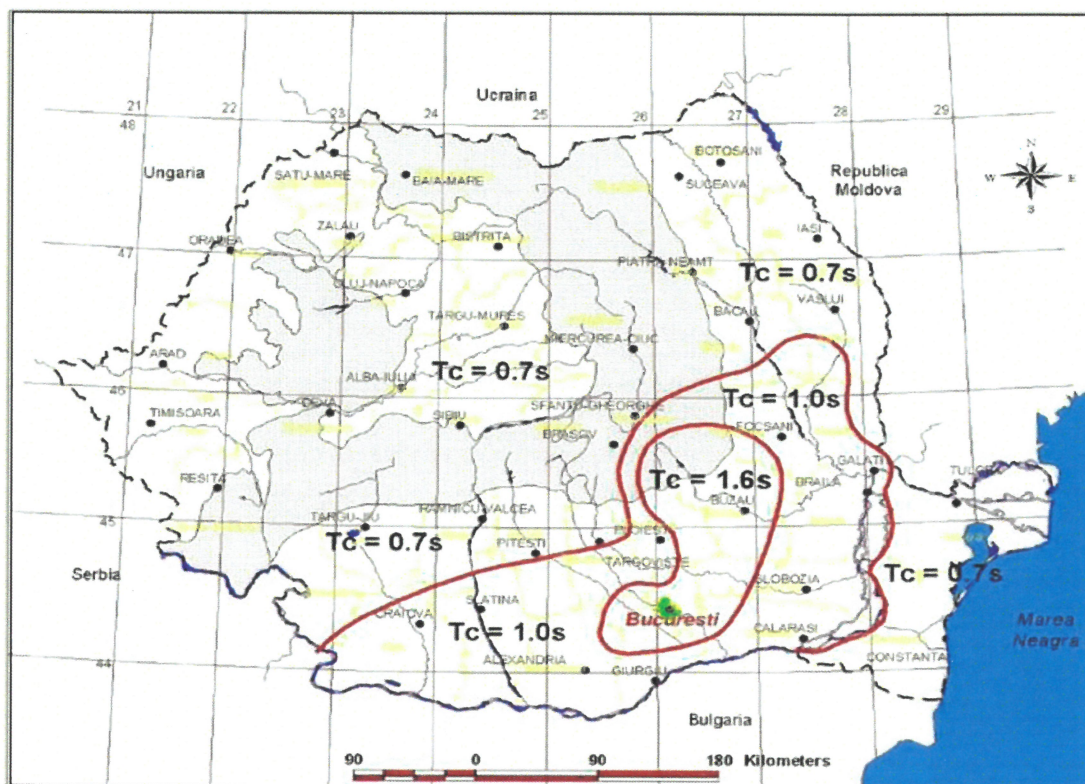 Ucraina
21
22
23
24
25
26
27
28
29
48
47
46
45
44
Ungaria
Republica
Moldova
N
W
E
S
BOTOSANI
SUCEAVA
SATU-MARE
BAIA-MARE
ZALAU
ORADEA
BISTRITA
IASI
PIATRA-NEAMT
Tc = 0.7s
CLUJ-NAPOCA
VASLUI
BACAU
TARGU-MURES
MIERCUREA-CIUC
ARAD
ALBA-IULIA
Tc = 0.7s
DEVA
SIBIU
SFANTU-GHEORGHE
Tc = 1.0s
TIMISOARA
BRASOV
FOCSANI
RESITA
Tc = 1.6s
GALATI
BRAILA
TULCEA
BUZAU
RAMNICU-VALCEA
TARGU-JIU
Tc = 0.7s
PITESTI
PLOIESTI
TARGOVISTE
Serbia
SLOBOZIA
Tc = 0.7s
SLATINA
CRAIOVA
Tc = 1.0s
Bucuresti
CALARASI
Marea
Neagra
ALEXANDRIA
GIURGIU
CONSTANTA
Bulgaria
90
0
90
180 Kilometers